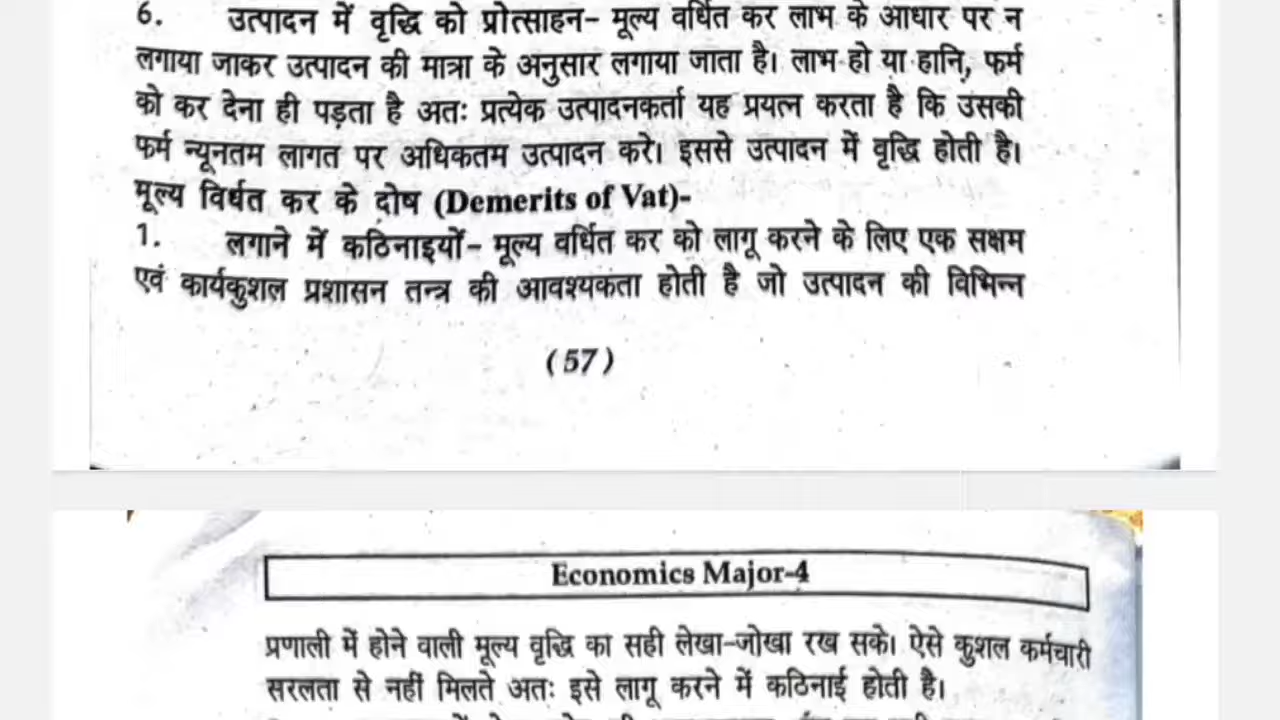 6. उत्पादन में वृद्धि को प्रोत्साहन- मूल्य वर्धित कर लाभ के आधार पर न
लगाया जाकर उत्पादन की मात्रा के अनुसार लगाया जाता है। लाभ हो या हानि, फर्म
को कर देना ही पड़ता है अतः प्रत्येक उत्पादनकर्ता यह प्रयत्न करता है कि उसकी
फर्म न्यूनतम लागत पर अधिकतम उत्पादन करे। इससे उत्पादन में वृद्धि होती है।
मूल्य विर्धत कर के दोष (Demerits of Vat)-
1. लगाने में कठिनाइयों- मूल्य वर्धित कर को लागू करने के लिए एक सक्षम
एवं कार्यकुशल प्रशासन तन्त्र की आवश्यकता होती है जो उत्पादन की विभिन्न
(57)
Economics Major-4
प्रणाली में होने वाली मूल्य वृद्धि का सही लेखा-जोखा रख सके। ऐसे कुशल कर्मचारी
सरलता से नहीं मिलते अतः इसे लागू करने में कठिनाई होती है।